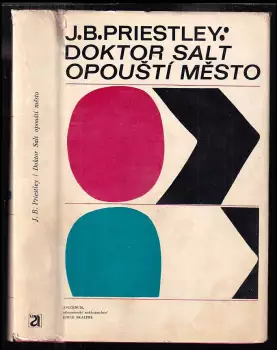 J.B.PRIESTLEY:
DOKTOR SALT
OPOUŠTÍ MĚSTO
J. B. Priestley / Doktor Salt opouští město
a